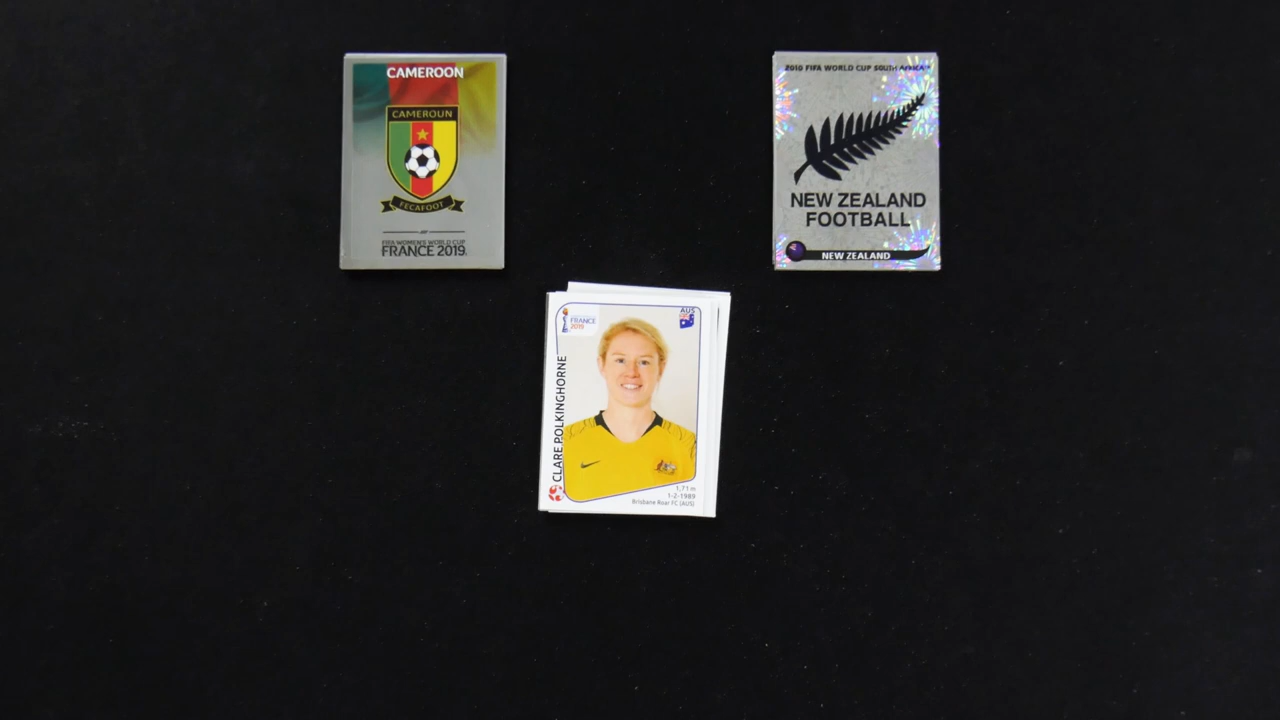 CAMEROON
CAMEROUN
FECAFOOT
FIFA WOMEN'S WORLD CUP
FRANCE 2019
2010 FIFA WORLD CUP SOUTH AFRICA™
NEW ZEALAND
FOOTBALL
NEW ZEALAND
FRANCE
2019
AUS
CLARE POLKINGHORNE
1,71 m
1-2-1989
Brisbane Roar FC (AUS)